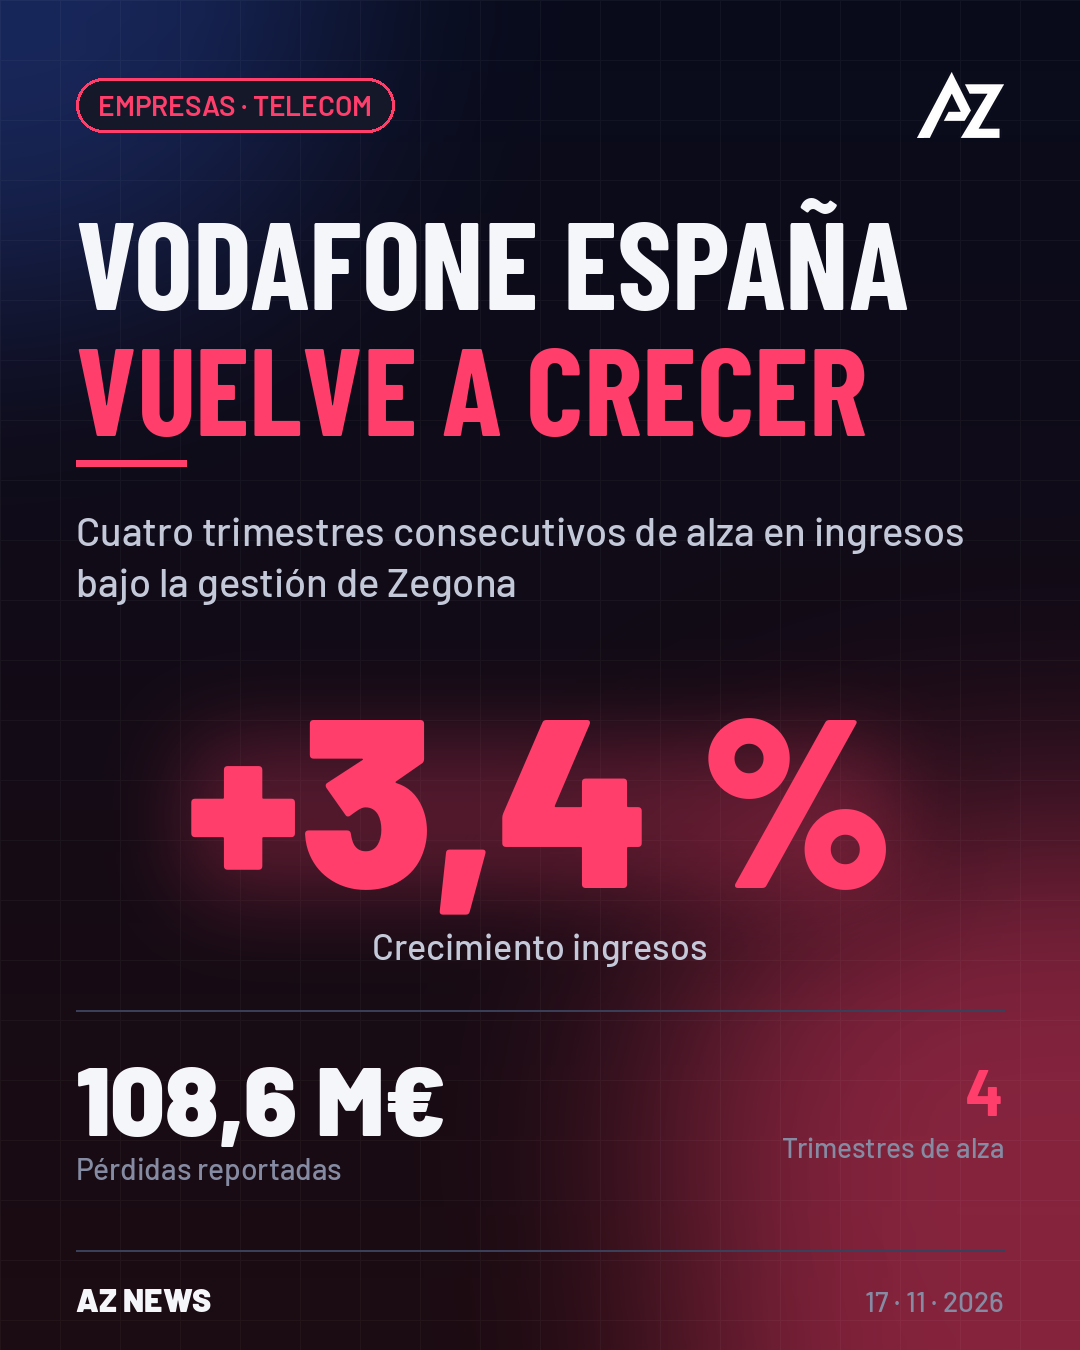 EMPRESAS · TELECOM
AZ
VODAFONE ESPAÑA
VUELVE A CRECER
Cuatro trimestres consecutivos de alza en ingresos
bajo la gestión de Zegona
+3,4 %
Crecimiento ingresos
108,6 M€
Pérdidas reportadas
4
Trimestres de alza
AZ NEWS
17 · 11 · 2026